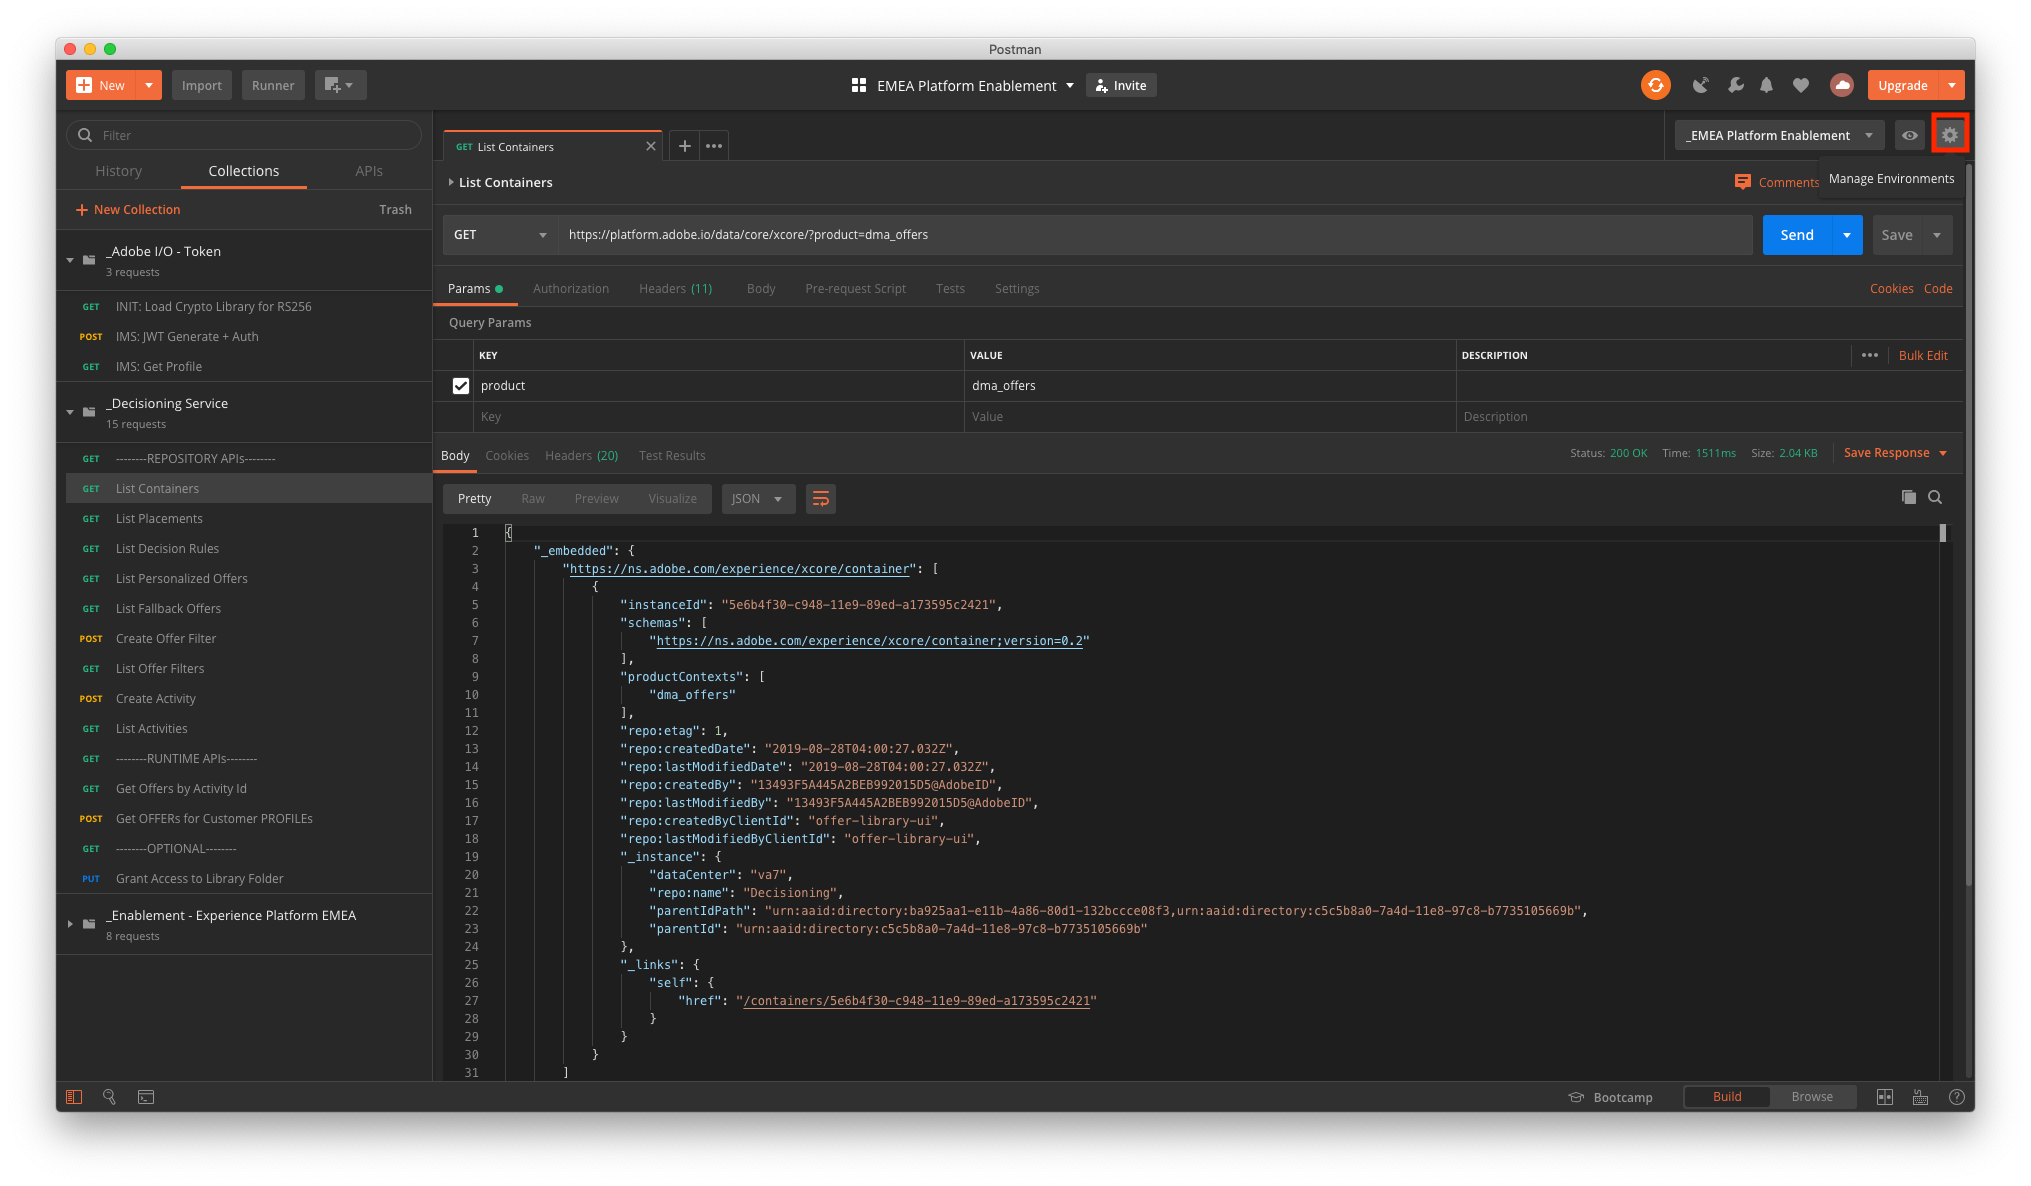 Postman
New
Import
Runner
EMEA Platform Enablement
Invite
Upgrade
Filter
History
Collections
APIs
New Collection
Trash
_Adobe I/O - Token
3 requests
GET INIT: Load Crypto Library for RS256
POST IMS: JWT Generate + Auth
GET IMS: Get Profile
_Decisioning Service
15 requests
GET --------REPOSITORY APIs--------
GET List Containers
GET List Placements
GET List Decision Rules
GET List Personalized Offers
GET List Fallback Offers
POST Create Offer Filter
GET List Offer Filters
POST Create Activity
GET List Activities
GET --------RUNTIME APIs--------
GET Get Offers by Activity Id
POST Get OFFERs for Customer PROFILEs
GET --------OPTIONAL--------
PUT Grant Access to Library Folder
_Enablement - Experience Platform EMEA
8 requests
GET List Containers
_EMEA Platform Enablement
List Containers
Comments
Manage Environments
GET
https://platform.adobe.io/data/core/xcore/?product=dma_offers
Send
Save
Params
Authorization
Headers (11)
Body
Pre-request Script
Tests
Settings
Cookies Code
Query Params
KEY VALUE DESCRIPTION Bulk Edit
product dma_offers
Key Value Description
Body Cookies Headers (20) Test Results
Status: 200 OK Time: 1511ms Size: 2.04 KB Save Response
Pretty Raw Preview Visualize JSON
1 {
2 "_embedded": {
3 "https://ns.adobe.com/experience/xcore/container": [
4 {
5 "instanceId": "5e6b4f30-c948-11e9-89ed-a173595c2421",
6 "schemas": [
7 "https://ns.adobe.com/experience/xcore/container;version=0.2"
8 ],
9 "productContexts": [
10 "dma_offers"
11 ],
12 "repo:etag": 1,
13 "repo:createdDate": "2019-08-28T04:00:27.032Z",
14 "repo:lastModifiedDate": "2019-08-28T04:00:27.032Z",
15 "repo:createdBy": "13493F5A445A2BEB992015D5@AdobeID",
16 "repo:lastModifiedBy": "13493F5A445A2BEB992015D5@AdobeID",
17 "repo:createdByClientId": "offer-library-ui",
18 "repo:lastModifiedByClientId": "offer-library-ui",
19 "_instance": {
20 "dataCenter": "va7",
21 "repo:name": "Decisioning",
22 "parentIdPath": "urn:aaid:directory:ba925aa1-e11b-4a86-80d1-132bccce08f3,urn:aaid:directory:c5c5b8a0-7a4d-11e8-97c8-b7735105669b",
23 "parentId": "urn:aaid:directory:c5c5b8a0-7a4d-11e8-97c8-b7735105669b"
24 },
25 "_links": {
26 "self": {
27 "href": "/containers/5e6b4f30-c948-11e9-89ed-a173595c2421"
28 }
29 }
30 }
31 ]
Bootcamp
Build
Browse